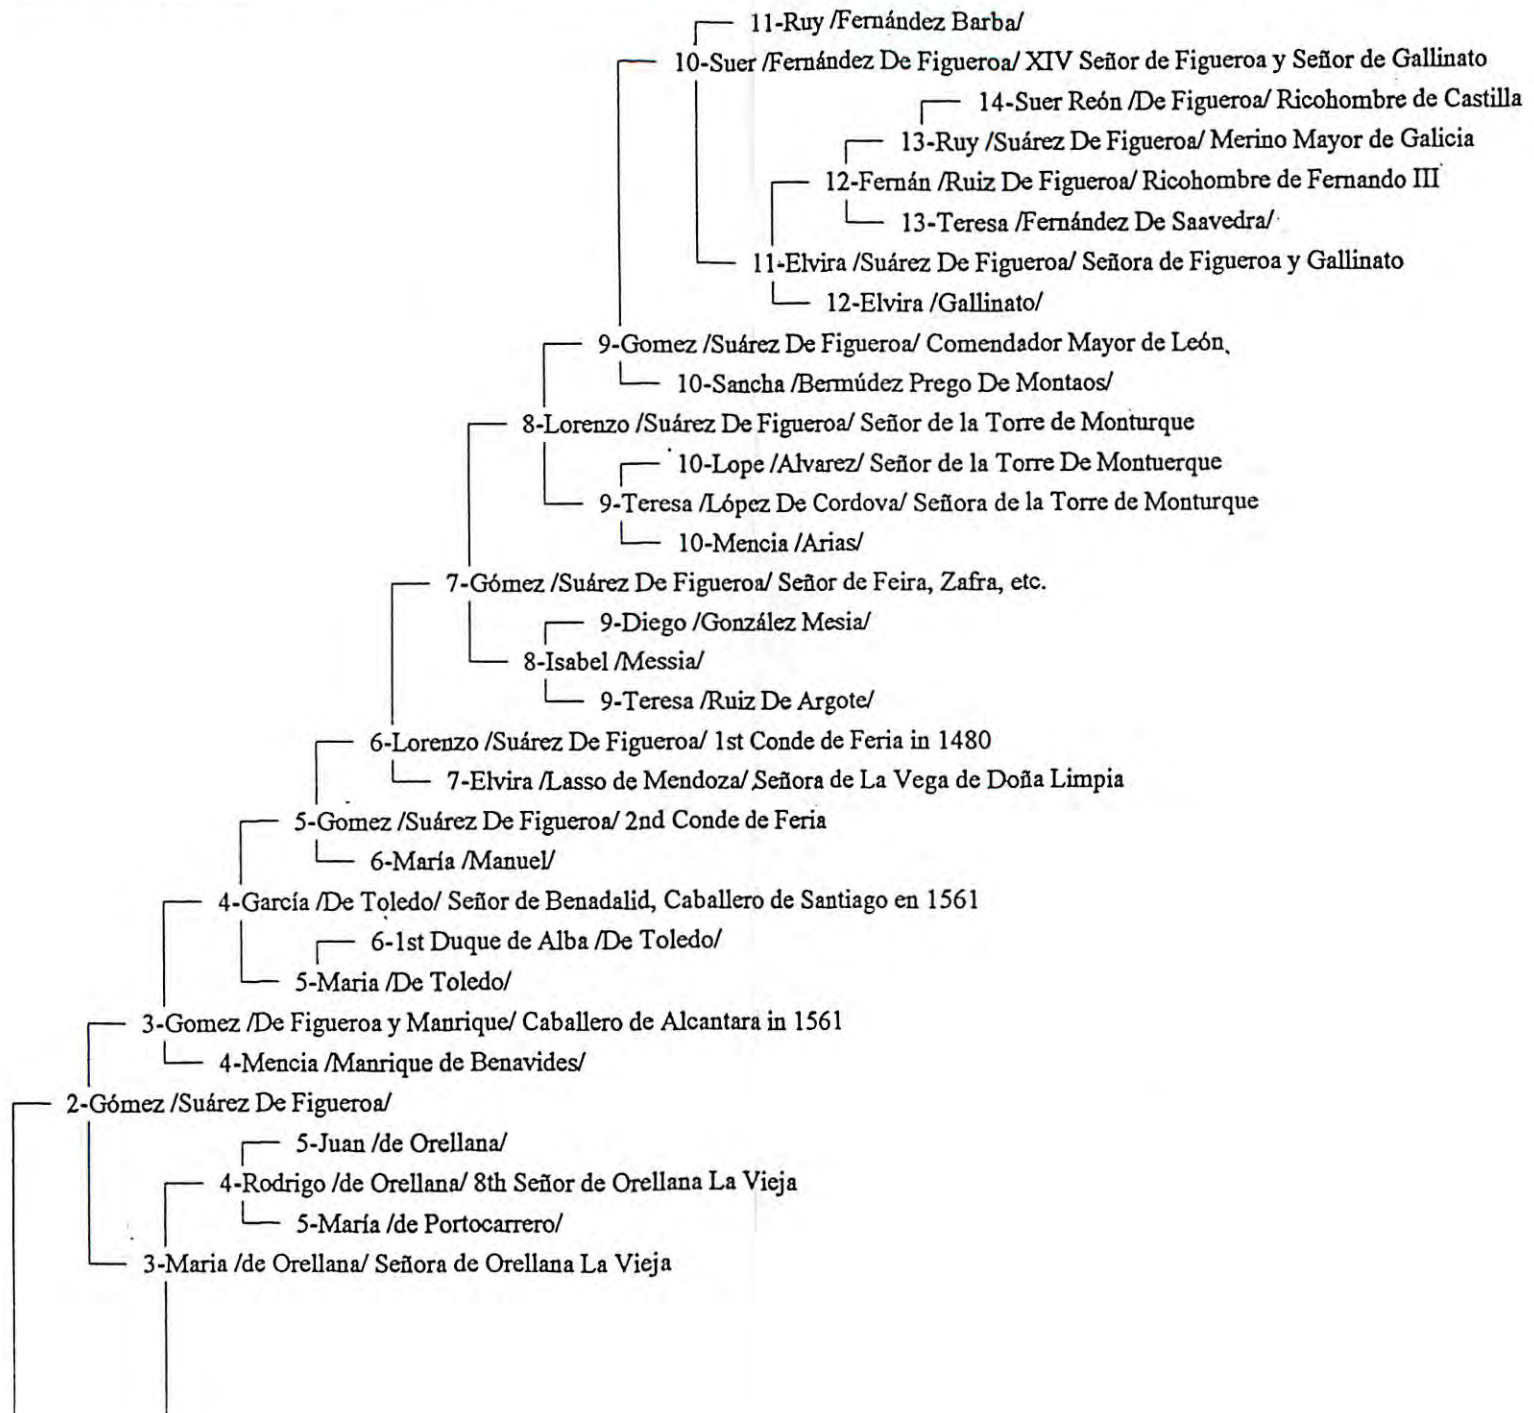 11-Ruy /Fernández Barba/
10-Suer /Fernández De Figueroa/ XIV Señor de Figueroa y Señor de Gallinato
14-Suer Reón /De Figueroa/ Ricohombre de Castilla
13-Ruy /Suárez De Figueroa/ Merino Mayor de Galicia
12-Fernán /Ruiz De Figueroa/ Ricohombre de Fernando III
13-Teresa /Fernández De Saavedra/
11-Elvira /Suárez De Figueroa/ Señora de Figueroa y Gallinato
12-Elvira /Gallinato/
9-Gomez /Suárez De Figueroa/ Comendador Mayor de León
10-Sancha /Bermúdez Prego De Montaos/
8-Lorenzo /Suárez De Figueroa/ Señor de la Torre de Monturque
10-Lope /Alvarez/ Señor de la Torre De Montuerque
9-Teresa /López De Cordova/ Señora de la Torre de Monturque
10-Mencia /Arias/
7-Gómez /Suárez De Figueroa/ Señor de Feira, Zafra, etc.
9-Diego /González Mesia/
8-Isabel /Messia/
9-Teresa /Ruiz De Argote/
6-Lorenzo /Suárez De Figueroa/ 1st Conde de Feria in 1480
7-Elvira /Lasso de Mendoza/ Señora de La Vega de Doña Limpia
5-Gomez /Suárez De Figueroa/ 2nd Conde de Feria
6-María /Manuel/
4-García /De Toledo/ Señor de Benadalid, Caballero de Santiago en 1561
6-1st Duque de Alba /De Toledo/
5-Maria /De Toledo/
3-Gomez /De Figueroa y Manrique/ Caballero de Alcantara in 1561
4-Mencia /Manrique de Benavides/
2-Gómez /Suárez De Figueroa/
5-Juan /de Orellana/
4-Rodrigo /de Orellana/ 8th Señor de Orellana La Vieja
5-María /de Portocarrero/
3-Maria /de Orellana/ Señora de Orellana La Vieja